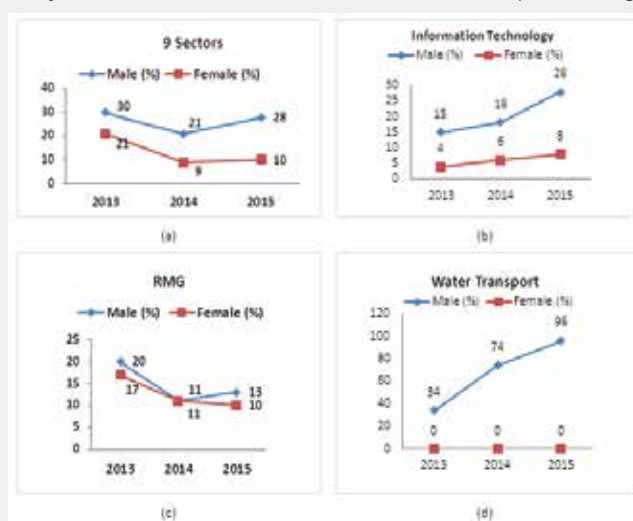 9 Sectors
Male (%) Female (%)
40
30
20
10
0
30
21
28
21
9
10
2013 2014 2015
(a)
Information Technology
Male (%) Female (%)
30
25
20
15
10
5
0
15
18
28
4
6
8
2013 2014 2015
(b)
RMG
Male (%) Female (%)
25
20
15
10
5
0
20
11
13
17
11
10
2013 2014 2015
(c)
Water Transport
Male (%) Female (%)
120
100
80
60
40
20
0
34
74
96
0 0 0
2013 2014 2015
(d)